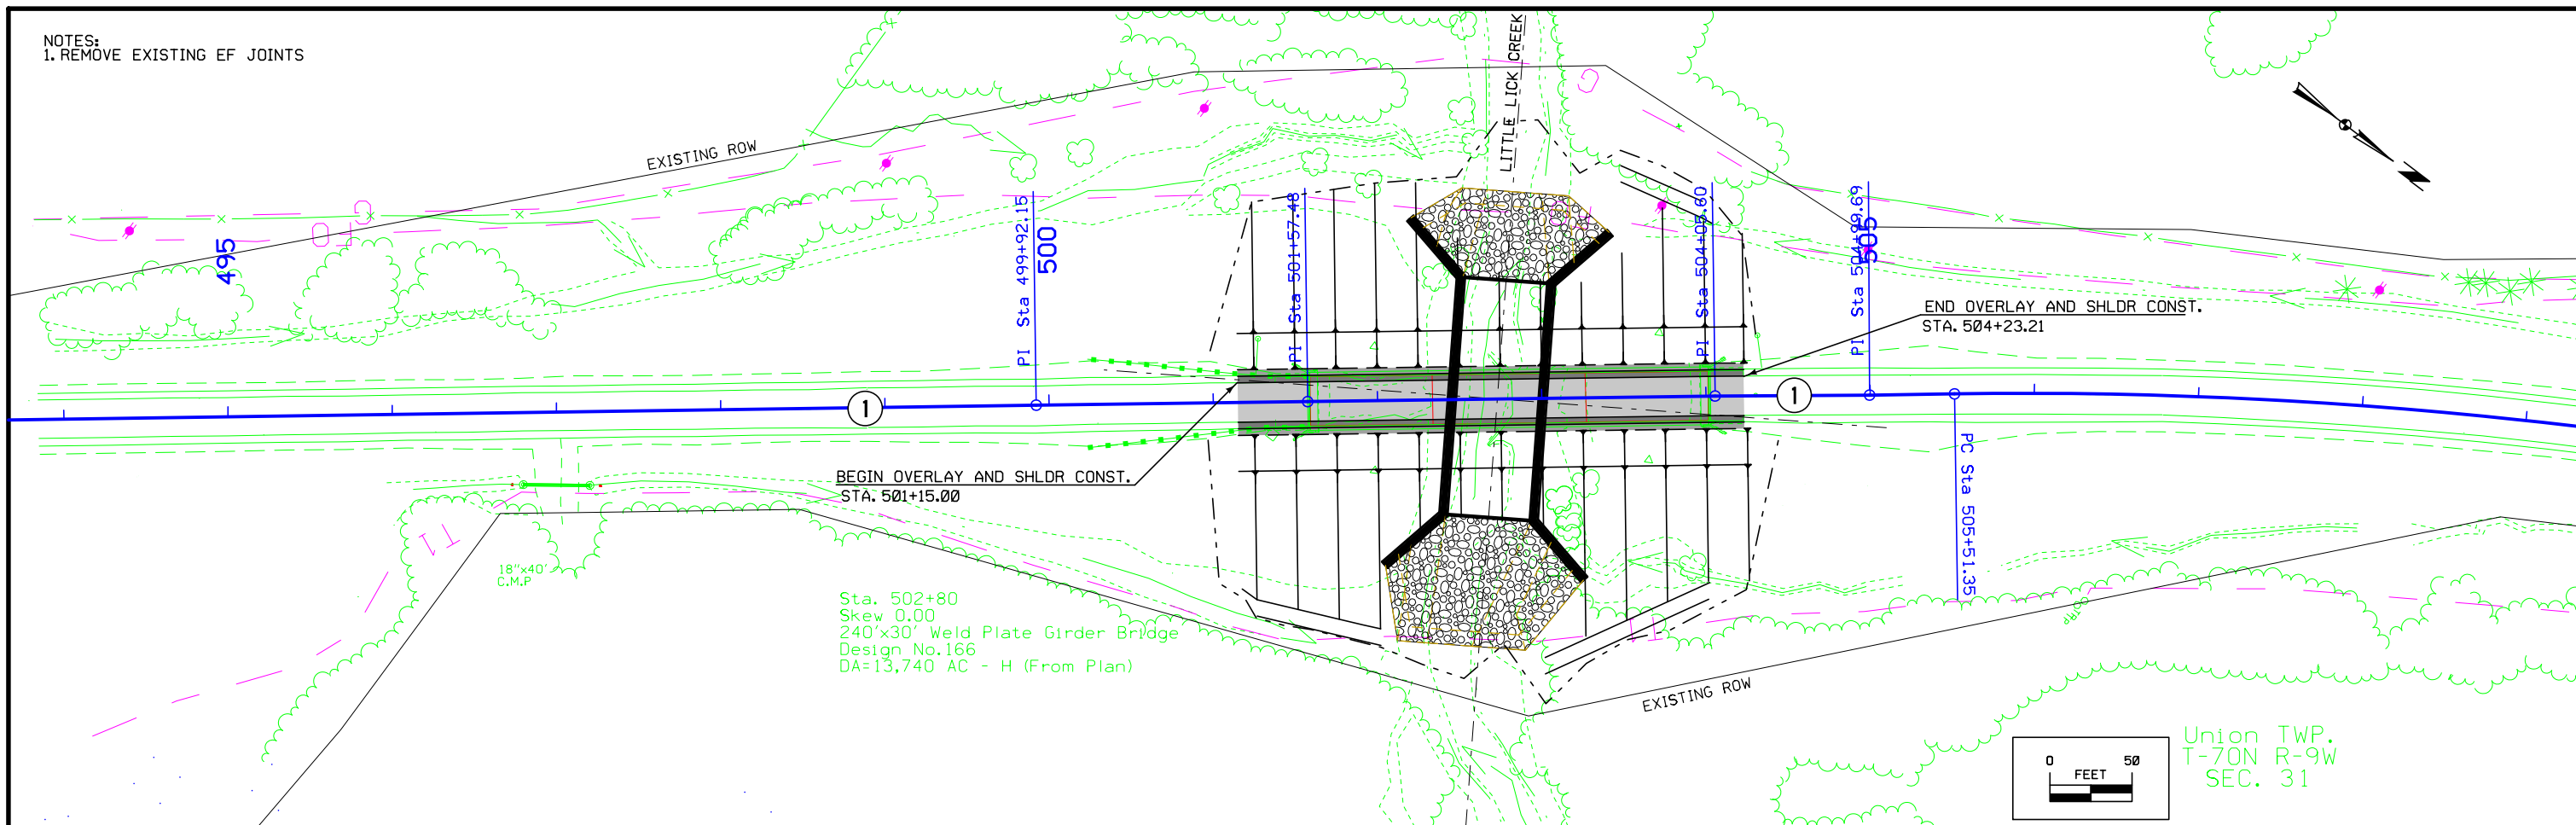 NOTES:
1. REMOVE EXISTING EF JOINTS
LITTLE LICK CREEK
EXISTING ROW
495
PI Sta 499+92.15
500
PI Sta 501+57.48
PI Sta 504+05.60
PI Sta 504+99.69
505
END OVERLAY AND SHLDR CONST.
STA. 504+23.21
1
1
BEGIN OVERLAY AND SHLDR CONST.
STA. 501+15.00
PC Sta 505+51.35
18"x40'
C.M.P
Sta. 502+80
Skew 0.00
240'x30' Weld Plate Girder Bridge
Design No.166
DA=13,740 AC - H (From Plan)
EXISTING ROW
0 50
FEET
Union TWP.
T-70N R-9W
SEC. 31
N